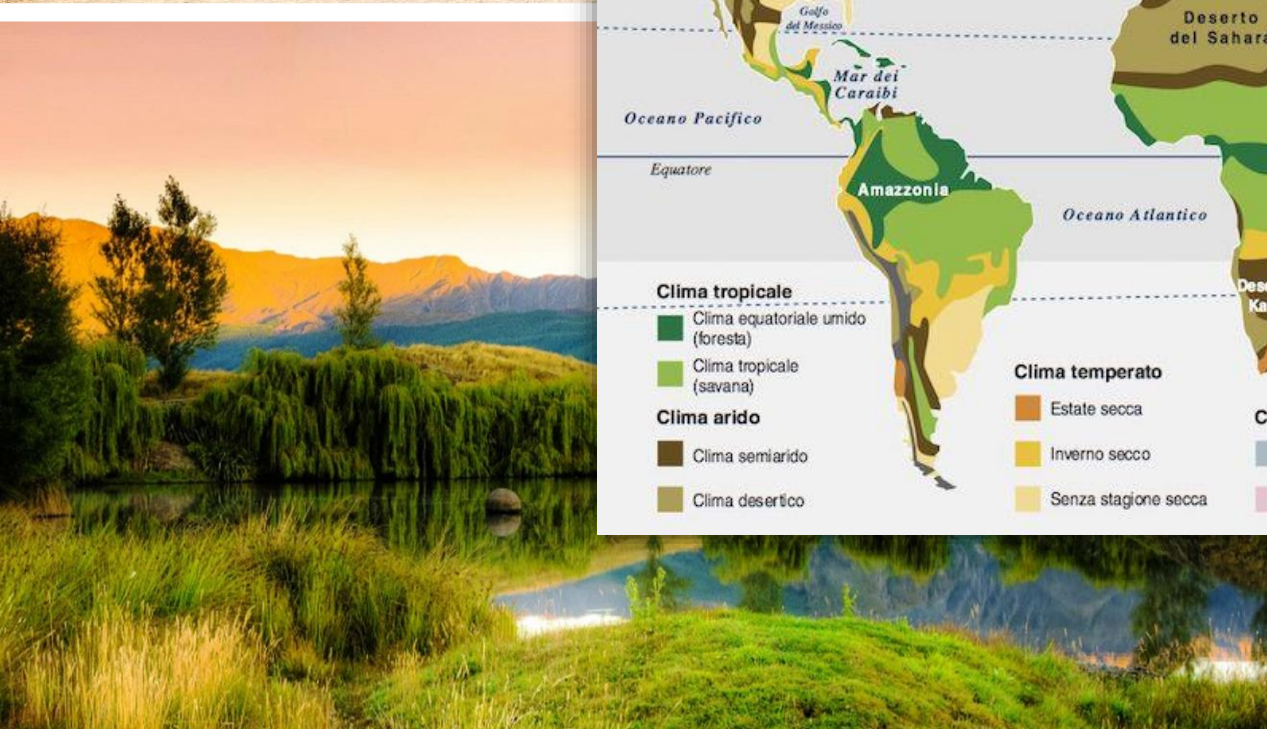 Golfo
del Messico
Deserto
del Sahara
Mar dei
Caraibi
Oceano Pacifico
Equatore
Amazzonia
Oceano Atlantico
Clima tropicale
Clima equatoriale umido
(foresta)
Clima tropicale
(savana)
Clima arido
Clima semiarido
Clima desertico
Clima temperato
Estate secca
Inverno secco
Senza stagione secca